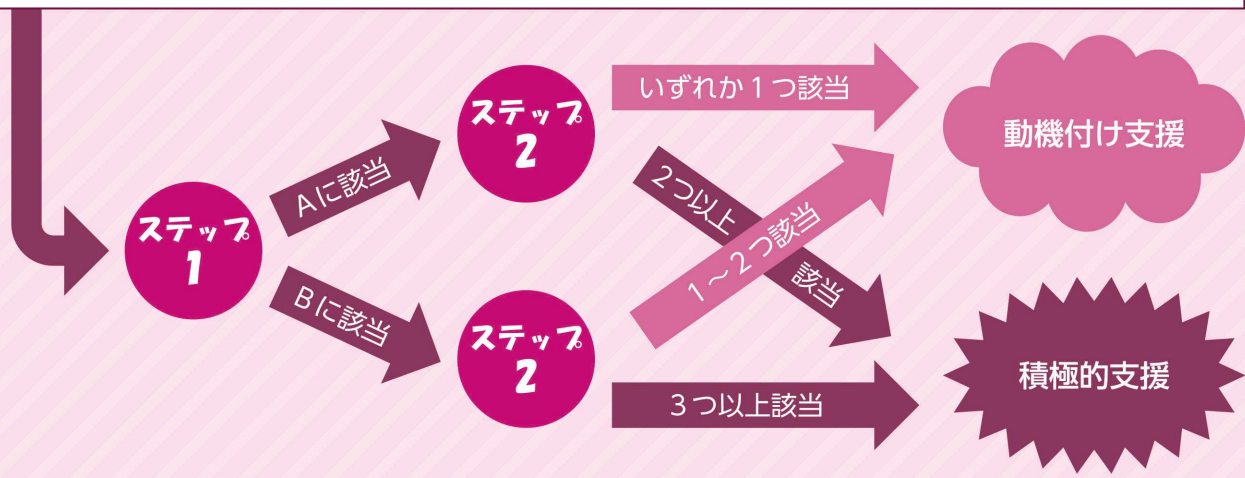 ステップ
1
Aに該当
Bに該当
ステップ
2
いずれか1つ該当
2つ以上 該当
動機付け支援
ステップ
2
1～2つ該当
3つ以上該当
積極的支援